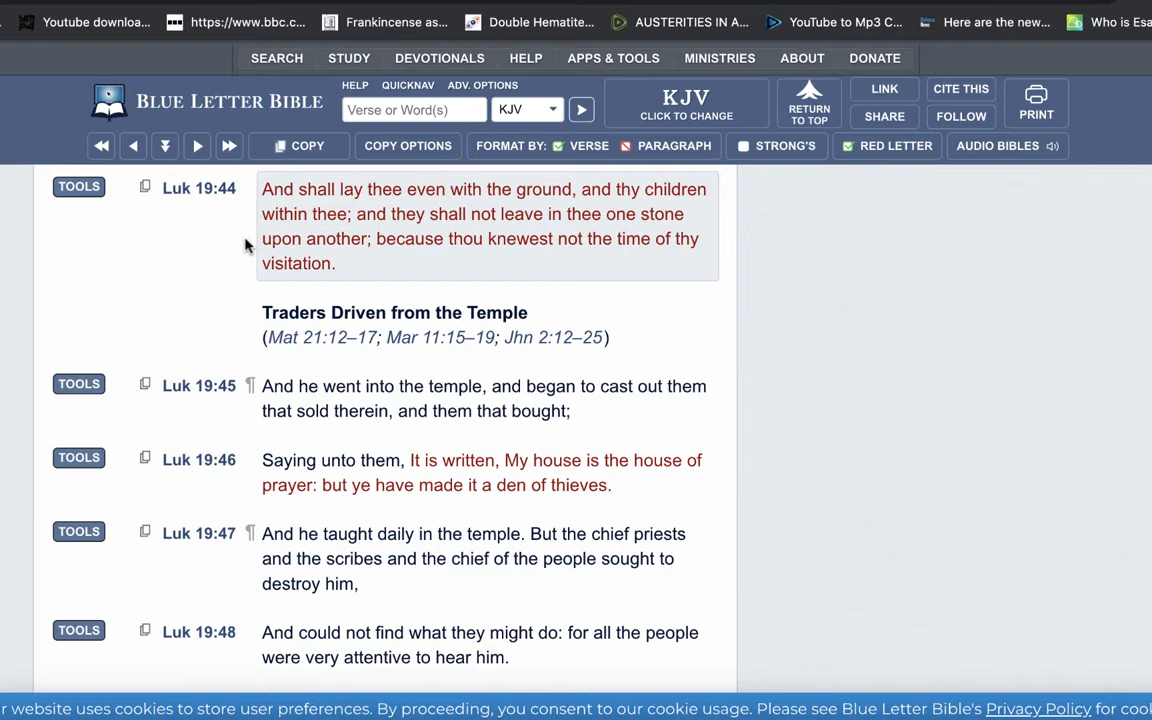 Youtube downloa...
https://www.bbc.c...
Frankincense as...
Double Hematite...
AUSTERITIES IN A...
YouTube to Mp3 C...
Here are the new...
Who is Esa
SEARCH STUDY DEVOTIONALS HELP APPS & TOOLS MINISTRIES ABOUT DONATE
BLUE LETTER BIBLE
HELP QUICKNAV ADV. OPTIONS
Verse or Word(s)
KJV
KJV
CLICK TO CHANGE
RETURN
TO TOP
LINK
CITE THIS
SHARE
FOLLOW
PRINT
COPY
COPY OPTIONS
FORMAT BY: VERSE PARAGRAPH
STRONG'S
RED LETTER
AUDIO BIBLES
TOOLS Luk 19:44 And shall lay thee even with the ground, and thy children
within thee; and they shall not leave in thee one stone
upon another; because thou knewest not the time of thy
visitation.
Traders Driven from the Temple
(Mat 21:12–17; Mar 11:15–19; Jhn 2:12–25)
TOOLS Luk 19:45 ¶ And he went into the temple, and began to cast out them
that sold therein, and them that bought;
TOOLS Luk 19:46 Saying unto them, It is written, My house is the house of
prayer: but ye have made it a den of thieves.
TOOLS Luk 19:47 ¶ And he taught daily in the temple. But the chief priests
and the scribes and the chief of the people sought to
destroy him,
TOOLS Luk 19:48 And could not find what they might do: for all the people
were very attentive to hear him.
r website uses cookies to store user preferences. By proceeding, you consent to our cookie usage. Please see Blue Letter Bible's Privacy Policy for cook